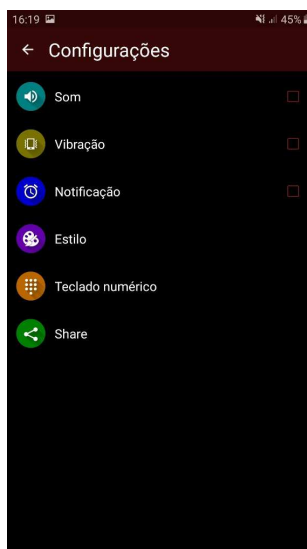 16:19 45%
Configurações
Som
Vibração
Notificação
Estilo
Teclado numérico
Share